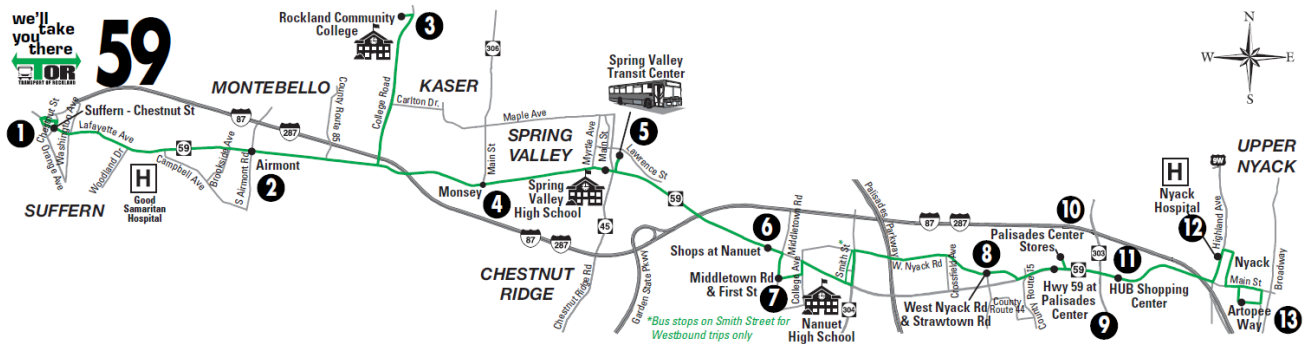 we'll
take
you
there
TOR
TRANSPORT OF ROCKLAND
59
Rockland Community
College
3
306
Spring Valley
Transit Center
N
W
E
S
MONTEBELLO
KASER
County Route 85
College Road
Carlton Dr.
Maple Ave
87
287
1
Chestnut St
Washington Ave
Suffern - Chestnut St
Lafayette Ave
Orange Ave
Woodland Dr
59
Campbell Ave
Brookside Ave
S Airmont Rd
Airmont
2
H
Good
Samaritan
Hospital
SUFFERN
SPRING
VALLEY
Main St
Myrtle Ave
Main St
5
Lawrence St
Monsey
4
Spring
Valley
High School
45
59
87
287
CHESTNUT
RIDGE
Chestnut Ridge Rd
Garden State Pkwy
6
Shops at Nanuet
Middletown Rd
Middletown Rd
& First St
7
College Ave
Smith St
*
Nanuet
High School
304
*Bus stops on Smith Street for
Westbound trips only
Palisades
Parkway
W. Nyack Rd
87
287
Crossfield Ave
8
West Nyack Rd
& Strawtown Rd
County
Route 44
County Route 15
10
Palisades Center
Stores
303
59
Hwy 59 at
Palisades
Center
9
11
HUB Shopping
Center
9W
UPPER
NYACK
H
Nyack
Hospital
12
Highland Ave
Nyack
Main St
Broadway
Artopee
Way
13